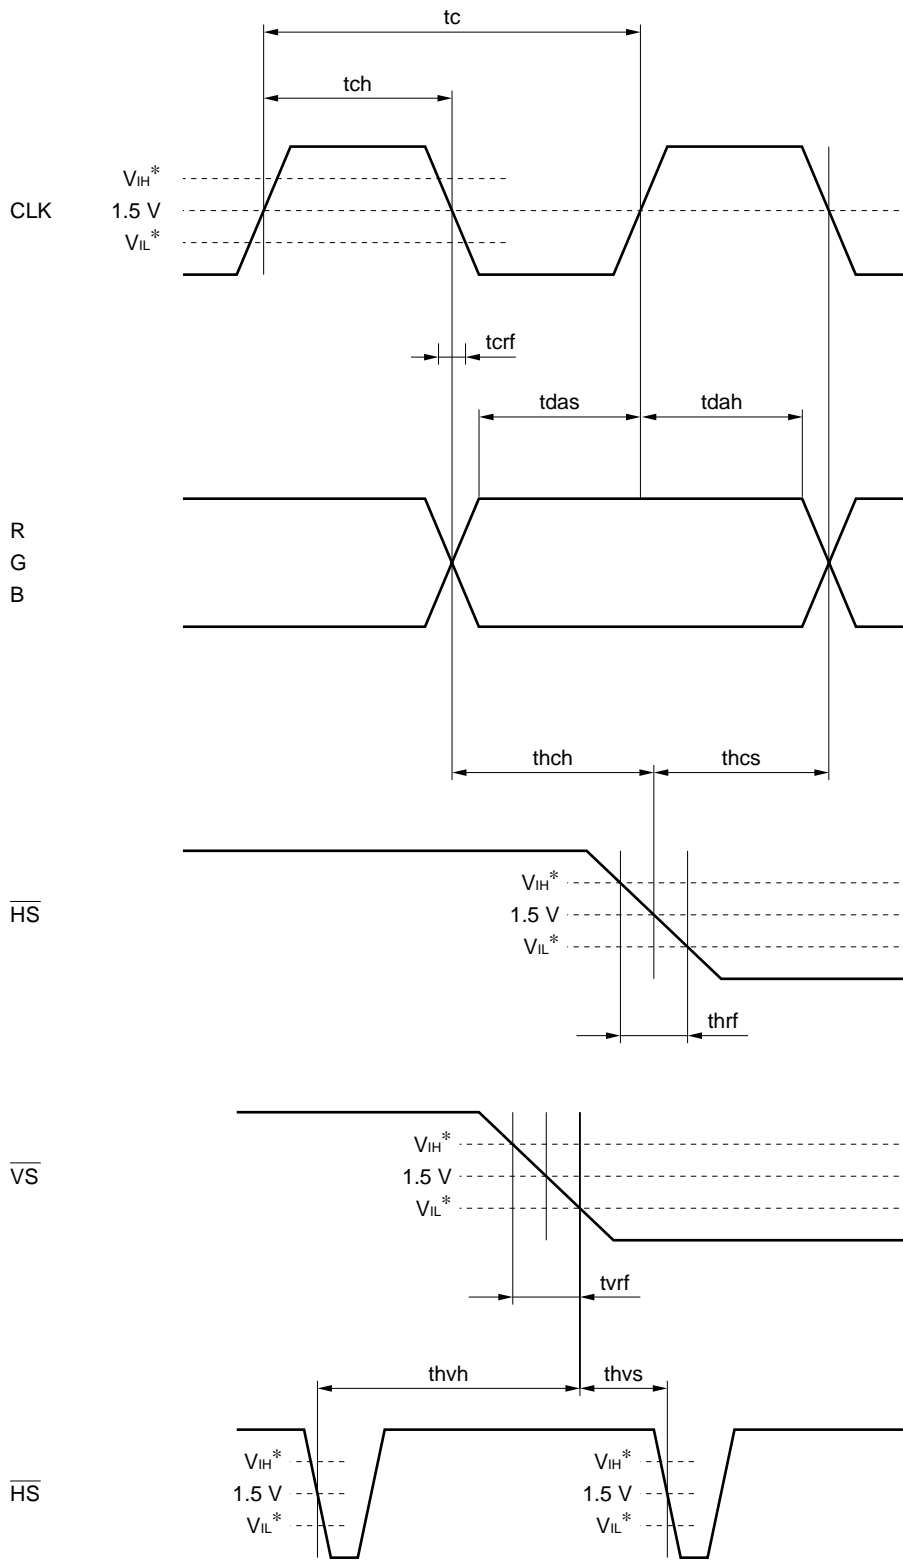 tc
tch
VIH*
CLK 1.5 V
VIL*
tcrf
tdas tdah
R
G
B
thch thcs
VIH*
HS 1.5 V
VIL*
thrf
VIH*
VS 1.5 V
VIL*
tvrf
thvh thvs
VIH* VIH*
HS 1.5 V 1.5 V
VIL* VIL*